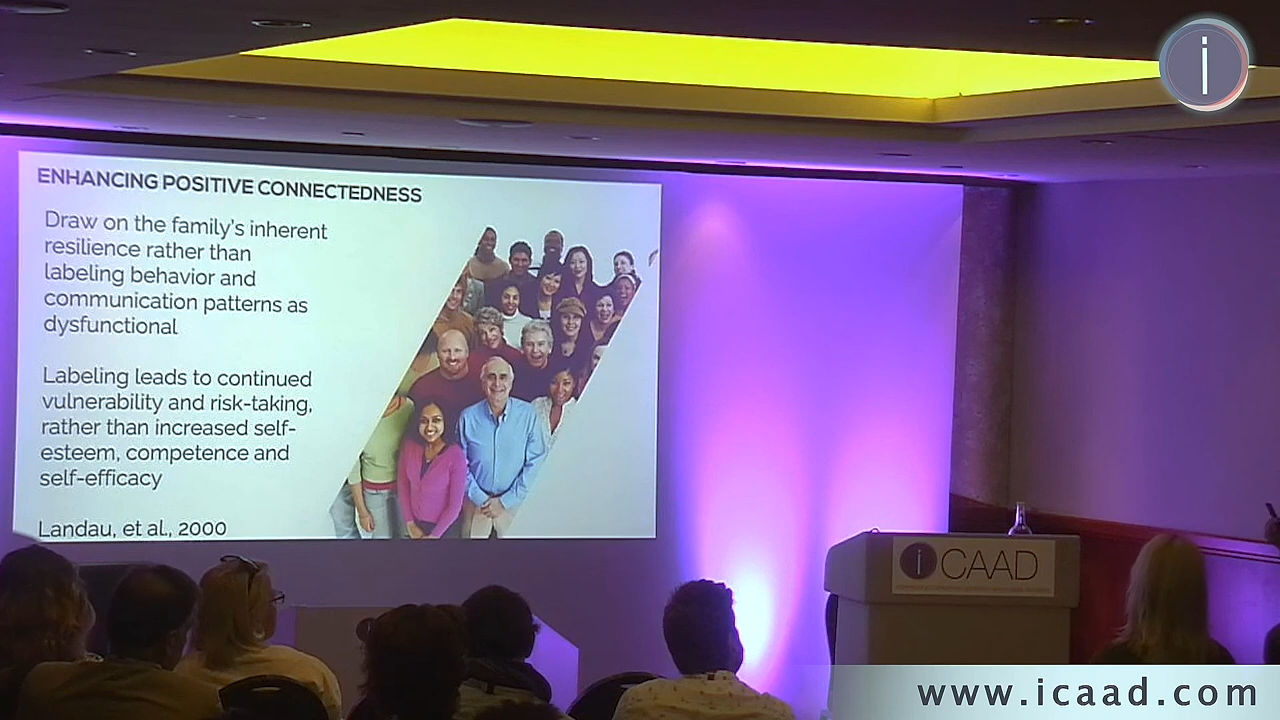 i
ENHANCING POSITIVE CONNECTEDNESS
Draw on the family's inherent
resilience rather than
labeling behavior and
communication patterns as
dysfunctional
Labeling leads to continued
vulnerability and risk-taking,
rather than increased self-
esteem, competence and
self-efficacy
Landau, et al., 2000
iCAAD
www.icaad.com